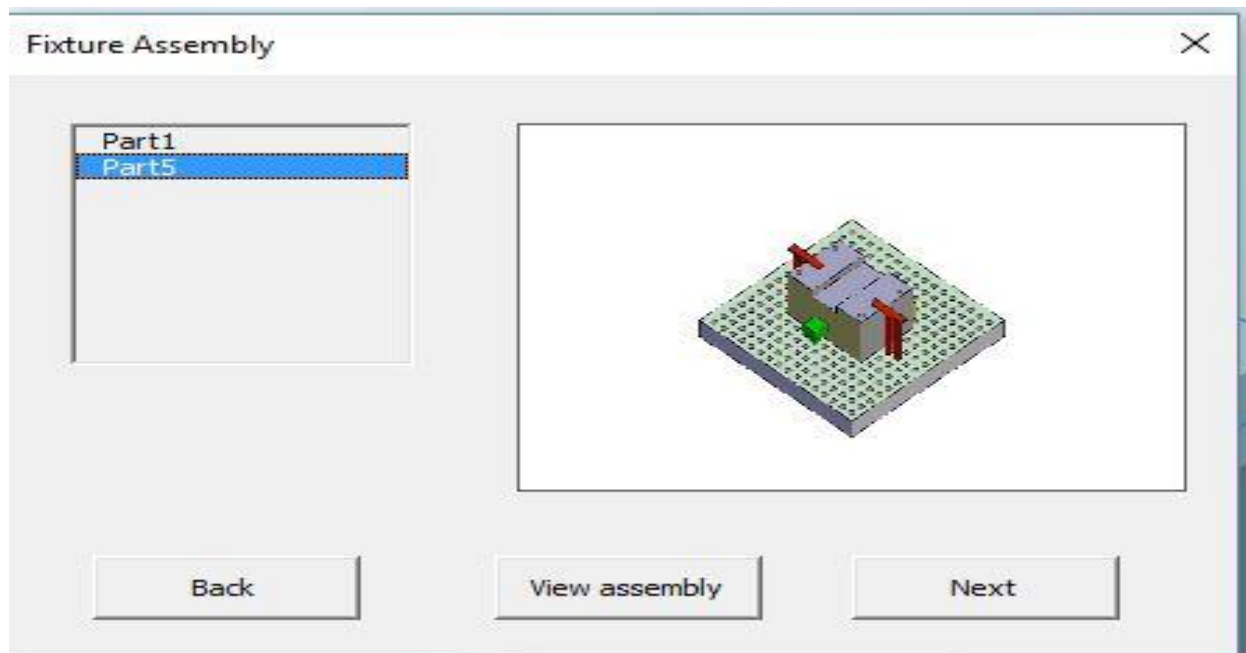 Fixture Assembly
Part1
Part5
Back
View assembly
Next